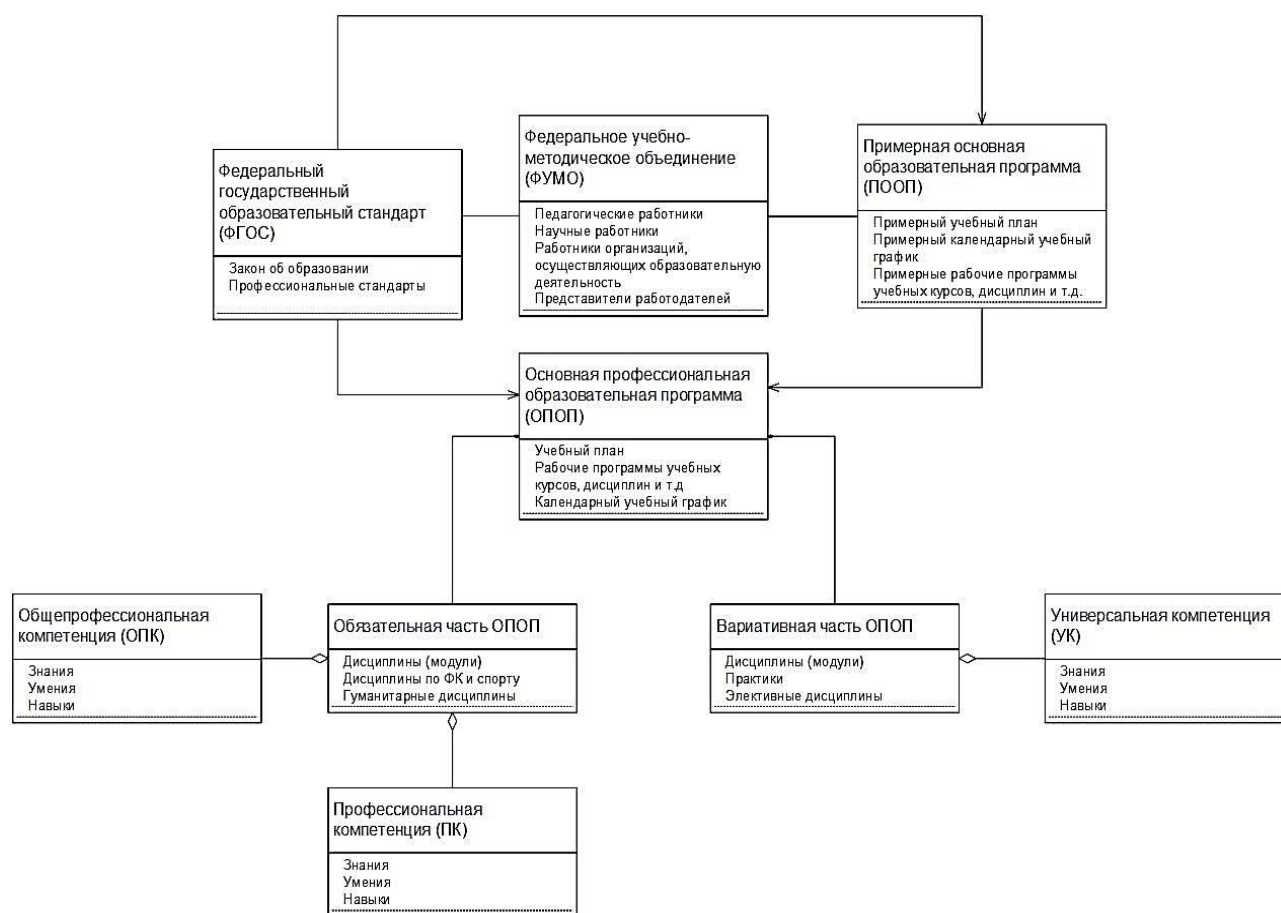 Федеральный
государственный
образовательный стандарт
(ФГОС)
Закон об образовании
Профессиональные стандарты
Федеральное учебно-
методическое объединение
(ФУМО)
Педагогические работники
Научные работники
Работники организаций,
осуществляющих образовательную
деятельность
Представители работодателей
Примерная основная
образовательная программа
(ПООП)
Примерный учебный план
Примерный календарный учебный
график
Примерные рабочие программы
учебных курсов, дисциплин и т.д.
Основная профессиональная
образовательная программа
(ОПОП)
Учебный план
Рабочие программы учебных
курсов, дисциплин и т.д
Календарный учебный график
Общепрофессиональная
компетенция (ОПК)
Знания
Умения
Навыки
Обязательная часть ОПОП
Дисциплины (модули)
Дисциплины по ФК и спорту
Гуманитарные дисциплины
Вариативная часть ОПОП
Дисциплины (модули)
Практики
Элективные дисциплины
Универсальная компетенция
(УК)
Знания
Умения
Навыки
Профессиональная
компетенция (ПК)
Знания
Умения
Навыки